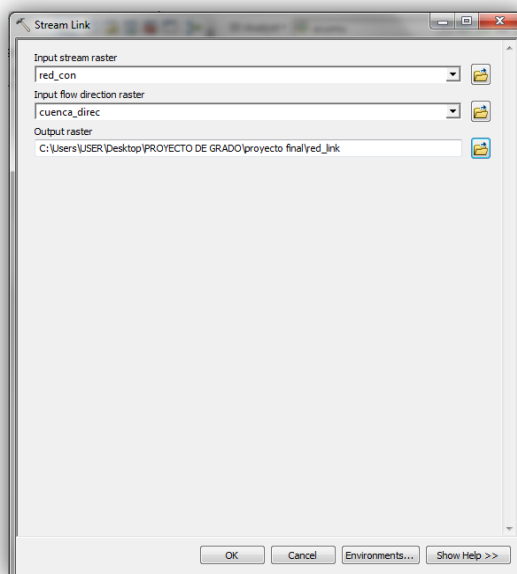 Stream Link
Input stream raster
red_con
Input flow direction raster
cuenca_direc
Output raster
C:\Users\USER\Desktop\PROYECTO DE GRADO\proyecto final\red_link
OK Cancel Environments... Show Help >>